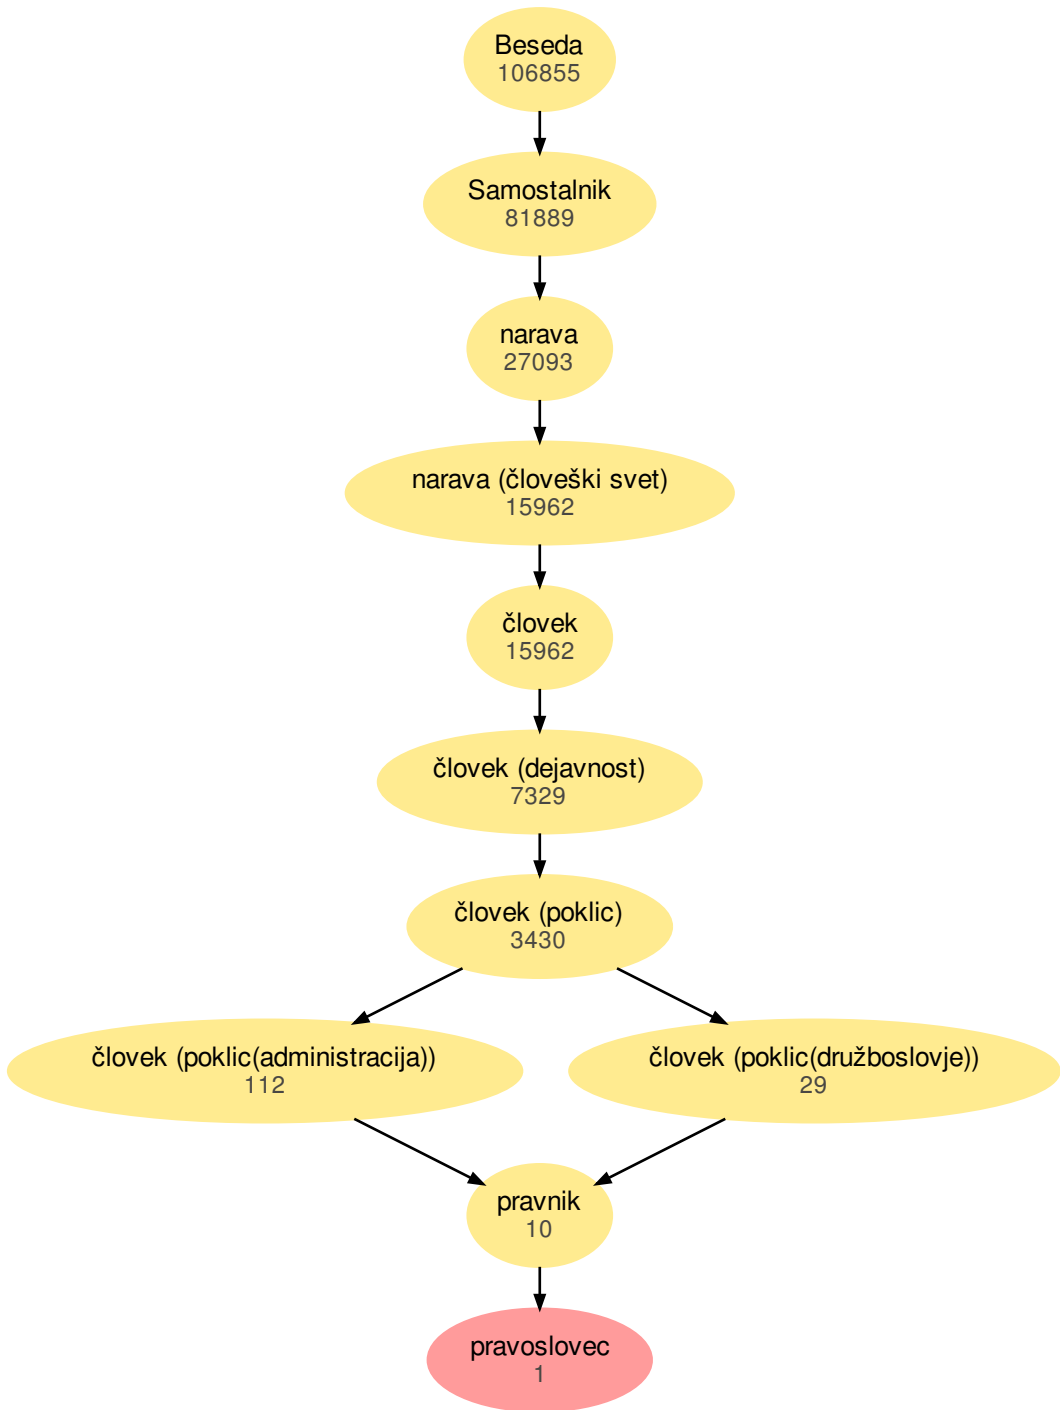 Beseda
106855
Samostalnik
81889
narava
27093
narava (človeški svet)
15962
človek
15962
človek (dejavnost)
7329
človek (poklic)
3430
človek (poklic(administracija))
112
človek (poklic(družboslovje))
29
pravnik
10
pravoslovec
1